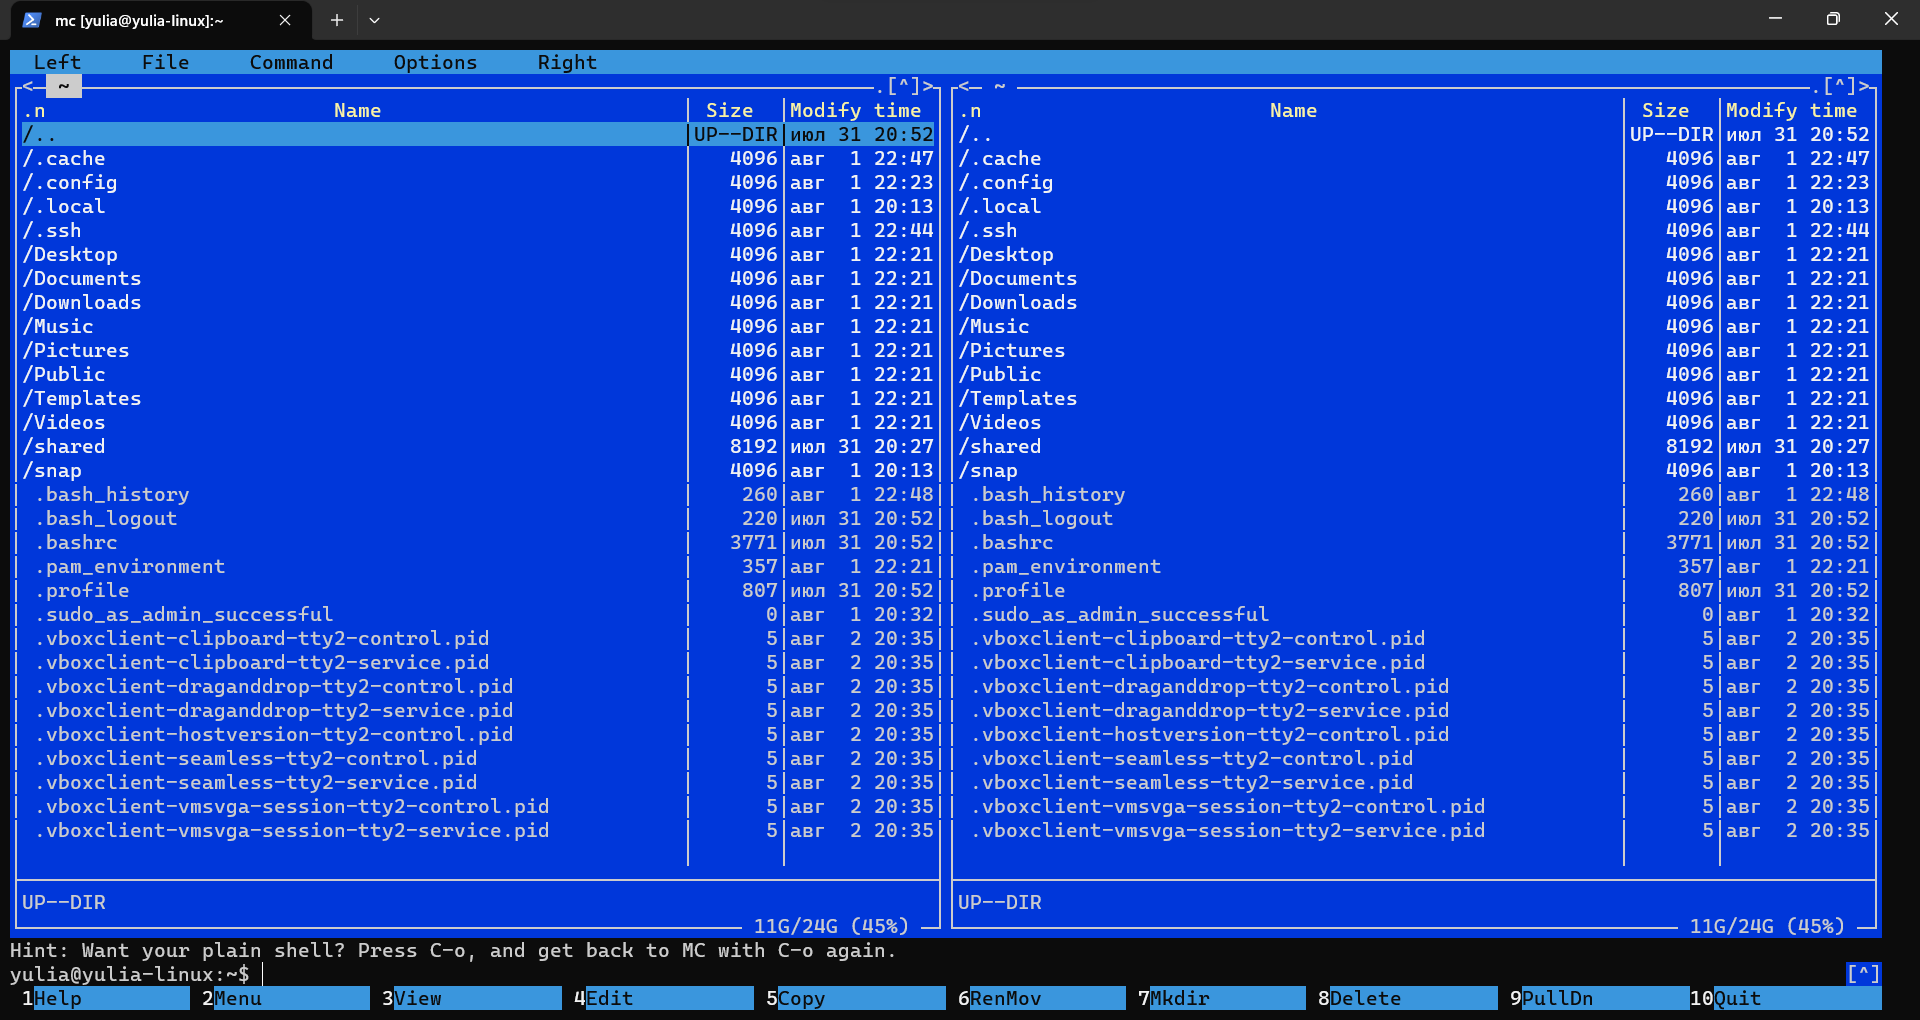 mc [yulia@yulia-linux]:~
Left File Command Options Right
<- ~ .[^]> <- ~ .[^]>
.n Name Size Modify time .n Name Size Modify time
/.. UP--DIR июл 31 20:52 /.. UP--DIR июл 31 20:52
/.cache 4096 авг 1 22:47 /.cache 4096 авг 1 22:47
/.config 4096 авг 1 22:23 /.config 4096 авг 1 22:23
/.local 4096 авг 1 20:13 /.local 4096 авг 1 20:13
/.ssh 4096 авг 1 22:44 /.ssh 4096 авг 1 22:44
/Desktop 4096 авг 1 22:21 /Desktop 4096 авг 1 22:21
/Documents 4096 авг 1 22:21 /Documents 4096 авг 1 22:21
/Downloads 4096 авг 1 22:21 /Downloads 4096 авг 1 22:21
/Music 4096 авг 1 22:21 /Music 4096 авг 1 22:21
/Pictures 4096 авг 1 22:21 /Pictures 4096 авг 1 22:21
/Public 4096 авг 1 22:21 /Public 4096 авг 1 22:21
/Templates 4096 авг 1 22:21 /Templates 4096 авг 1 22:21
/Videos 4096 авг 1 22:21 /Videos 4096 авг 1 22:21
/shared 8192 июл 31 20:27 /shared 8192 июл 31 20:27
/snap 4096 авг 1 20:13 /snap 4096 авг 1 20:13
.bash_history 260 авг 1 22:48 .bash_history 260 авг 1 22:48
.bash_logout 220 июл 31 20:52 .bash_logout 220 июл 31 20:52
.bashrc 3771 июл 31 20:52 .bashrc 3771 июл 31 20:52
.pam_environment 357 авг 1 22:21 .pam_environment 357 авг 1 22:21
.profile 807 июл 31 20:52 .profile 807 июл 31 20:52
.sudo_as_admin_successful 0 авг 1 20:32 .sudo_as_admin_successful 0 авг 1 20:32
.vboxclient-clipboard-tty2-control.pid 5 авг 2 20:35 .vboxclient-clipboard-tty2-control.pid 5 авг 2 20:35
.vboxclient-clipboard-tty2-service.pid 5 авг 2 20:35 .vboxclient-clipboard-tty2-service.pid 5 авг 2 20:35
.vboxclient-draganddrop-tty2-control.pid 5 авг 2 20:35 .vboxclient-draganddrop-tty2-control.pid 5 авг 2 20:35
.vboxclient-draganddrop-tty2-service.pid 5 авг 2 20:35 .vboxclient-draganddrop-tty2-service.pid 5 авг 2 20:35
.vboxclient-hostversion-tty2-control.pid 5 авг 2 20:35 .vboxclient-hostversion-tty2-control.pid 5 авг 2 20:35
.vboxclient-seamless-tty2-control.pid 5 авг 2 20:35 .vboxclient-seamless-tty2-control.pid 5 авг 2 20:35
.vboxclient-seamless-tty2-service.pid 5 авг 2 20:35 .vboxclient-seamless-tty2-service.pid 5 авг 2 20:35
.vboxclient-vmsvga-session-tty2-control.pid 5 авг 2 20:35 .vboxclient-vmsvga-session-tty2-control.pid 5 авг 2 20:35
.vboxclient-vmsvga-session-tty2-service.pid 5 авг 2 20:35 .vboxclient-vmsvga-session-tty2-service.pid 5 авг 2 20:35
UP--DIR UP--DIR
11G/24G (45%) 11G/24G (45%)
Hint: Want your plain shell? Press C-o, and get back to MC with C-o again.
yulia@yulia-linux:~$ [^]
1Help 2Menu 3View 4Edit 5Copy 6RenMov 7Mkdir 8Delete 9PullDn 10Quit